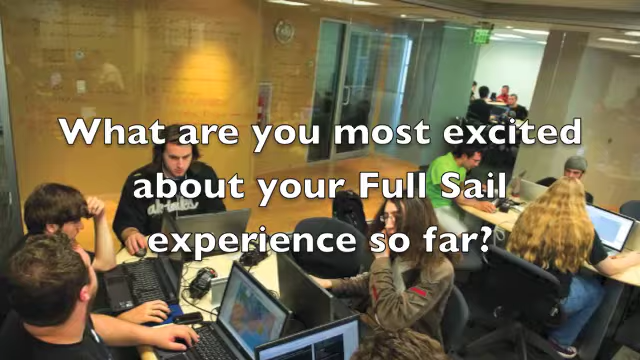 What are you most excited
about your Full Sail
experience so far?